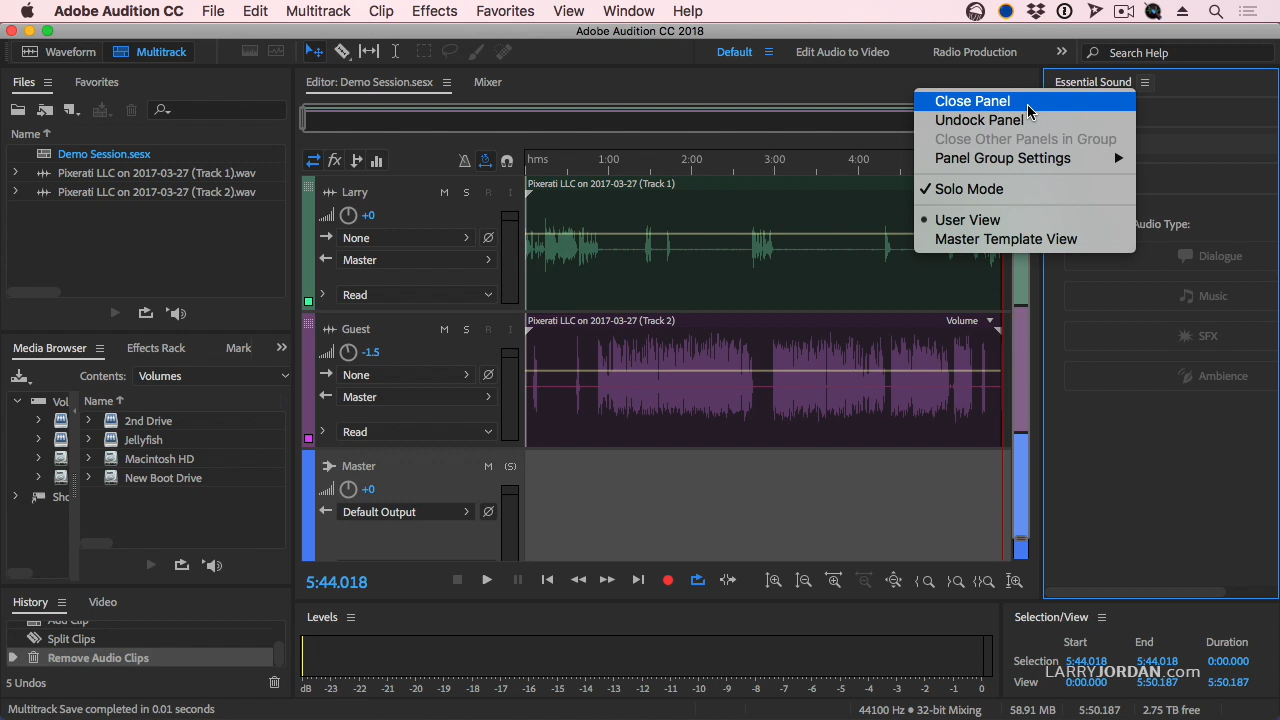 Adobe Audition CC File Edit Multitrack Clip Effects Favorites View Window Help
Adobe Audition CC 2018
Waveform Multitrack Default Edit Audio to Video Radio Production Search Help
Files Favorites
Editor: Demo Session.sesx Mixer
Essential Sound
Close Panel
Undock Panel
Close Other Panels in Group
Panel Group Settings
Solo Mode
User View
Master Template View
Name
Demo Session.sesx
Pixerati LLC on 2017-03-27 (Track 1).wav
Pixerati LLC on 2017-03-27 (Track 2).wav
fx
hms 1:00 2:00 3:00 4:00
Larry M S R I
+0
None
Master
Read
Pixerati LLC on 2017-03-27 (Track 1)
Audio Type:
Dialogue
Music
SFX
Ambience
Guest M S R I
-1.5
None
Master
Read
Pixerati LLC on 2017-03-27 (Track 2) Volume
Media Browser Effects Rack Mark
Contents: Volumes
Vol
Name
2nd Drive
Jellyfish
Macintosh HD
New Boot Drive
Sho
Master M (S)
+0
Default Output
5:44.018
History Video
Add Clip
Split Clips
Remove Audio Clips
5 Undos
Levels
dB -23 -22 -21 -20 -19 -18 -17 -16 -15 -14 -13 -12 -11 -10 -9 -8 -7 -6 -5 -4 -3 -2 -1 0
Selection/View
Start End Duration
Selection 5:44.018 5:44.018 0:00.000
View 0:00.000 5:50.187 5:50.187
LARRYJORDAN.com
Multitrack Save completed in 0.01 seconds
44100 Hz • 32-bit Mixing 58.91 MB 5:50.187 2.75 TB free